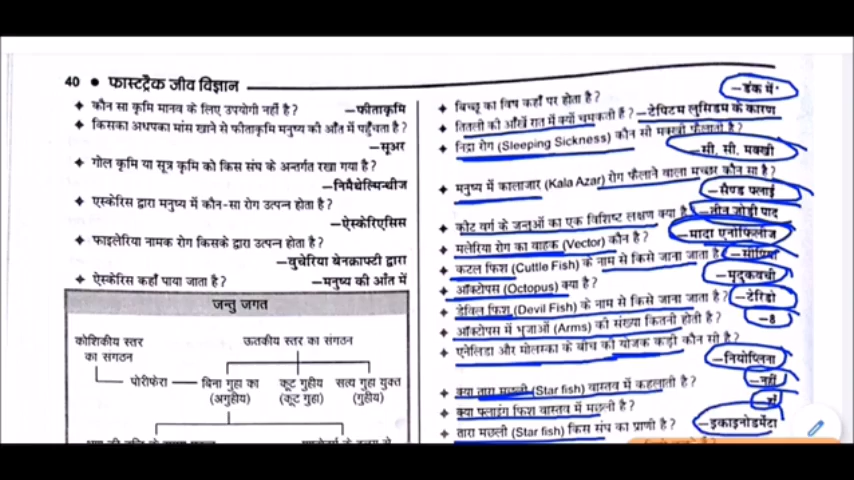 40 • फास्टट्रैक जीव विज्ञान
✦ कौन सा कृमि मानव के लिए उपयोगी नहीं है? —फीताकृमि
✦ किसका अधपका मांस खाने से फीताकृमि मनुष्य की आँत में पहुँचता है?
—सूअर
✦ गोल कृमि या सूत्र कृमि को किस संघ के अन्तर्गत रखा गया है?
—निमैथेल्मिन्थीज
✦ एस्केरिस द्वारा मनुष्य में कौन-सा रोग उत्पन्न होता है?
—ऐस्केरिएसिस
✦ फाइलेरिया नामक रोग किसके द्वारा उत्पन्न होता है?
—वुचेरिया बेनक्राफ्टी द्वारा
✦ ऐस्केरिस कहाँ पाया जाता है? —मनुष्य की आँत में
जन्तु जगत
कोशिकीय स्तर
का संगठन
ऊतकीय स्तर का संगठन
पोरीफेरा
बिना गुहा का
(अगुहीय)
कूट गुहीय
(कूट गुहा)
सत्य गुहा युक्त
(गुहीय)
✦ बिच्छू का विष कहाँ पर होता है? —डंक में
✦ तितली की आँखें रात में क्यों चमकती हैं? —टेपिटम लुसिडम के कारण
✦ निद्रा रोग (Sleeping Sickness) कौन सी मक्खी फैलाती है?
—सी. सी. मक्खी
✦ मनुष्य में कालाजार (Kala Azar) रोग फैलाने वाला मच्छर कौन सा है?
—सैण्ड फ्लाई
✦ कीट वर्ग के जन्तुओं का एक विशिष्ट लक्षण क्या है —तीन जोड़ी पाद
✦ मलेरिया रोग का वाहक (Vector) कौन है? —मादा एनोफिलीज
✦ कटल फिश (Cuttle Fish) के नाम से किसे जाना जाता है —सीपिया
✦ ऑक्टोपस (Octopus) क्या है? —मृदुकवची
✦ डेविल फिश (Devil Fish) के नाम से किसे जाना जाता है? —टेरिडो
✦ ऑक्टोपस में भुजाओं (Arms) की संख्या कितनी होती है? —8
✦ एनेलिडा और मोलस्का के बीच की योजक कड़ी कौन सी है?
—नियोप्लिना
✦ क्या तारा मछली (Star fish) वास्तव में कहलाती है? —नहीं
✦ क्या फ्लाइंग फिश वास्तव में मछली है?
✦ तारा मछली (Star fish) किस संघ का प्राणी है? —इकाइनोडर्मेटा